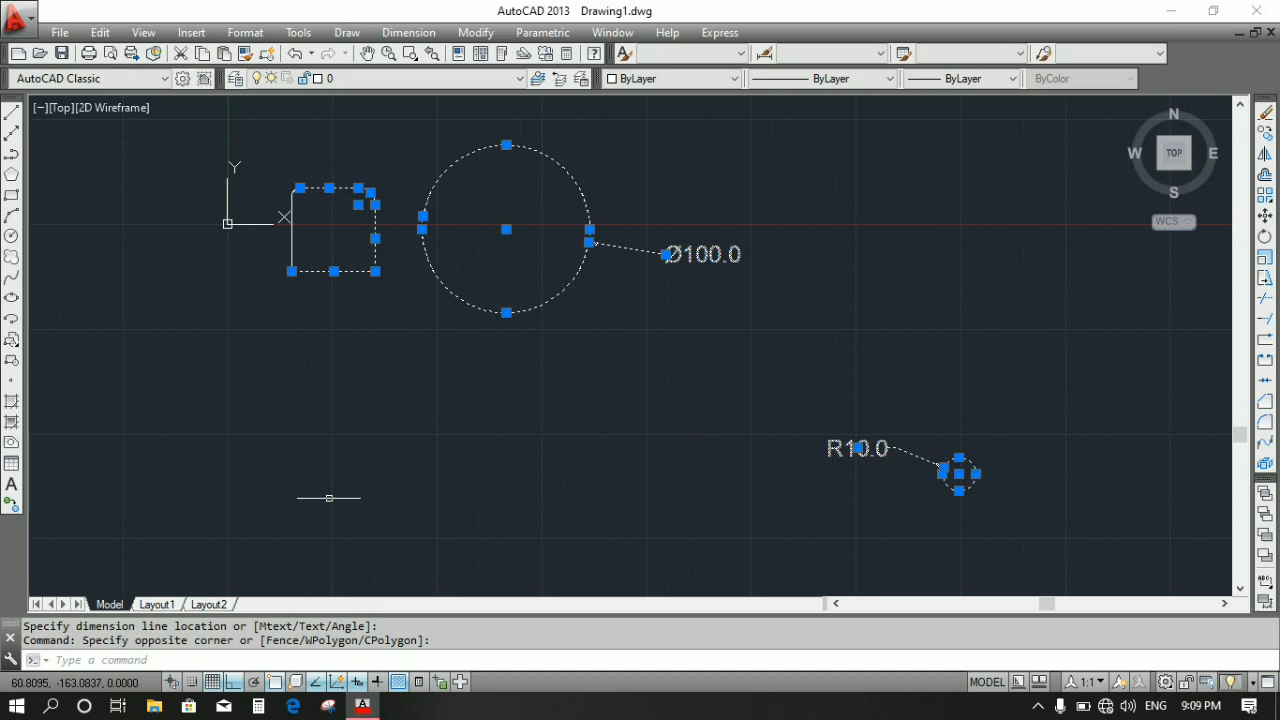 AutoCAD 2013 Drawing1.dwg
File Edit View Insert Format Tools Draw Dimension Modify Parametric Window Help Express
AutoCAD Classic 0 ByLayer ByLayer ByLayer ByColor
[−][Top][2D Wireframe]
N
W TOP E
S
WCS
Y
X
Ø100.0
R10.0
Model Layout1 Layout2
Specify dimension line location or [Mtext/Text/Angle]:
Command: Specify opposite corner or [Fence/WPolygon/CPolygon]:
Type a command
60.8095, -163.0837, 0.0000 MODEL 1:1
ENG 9:09 PM